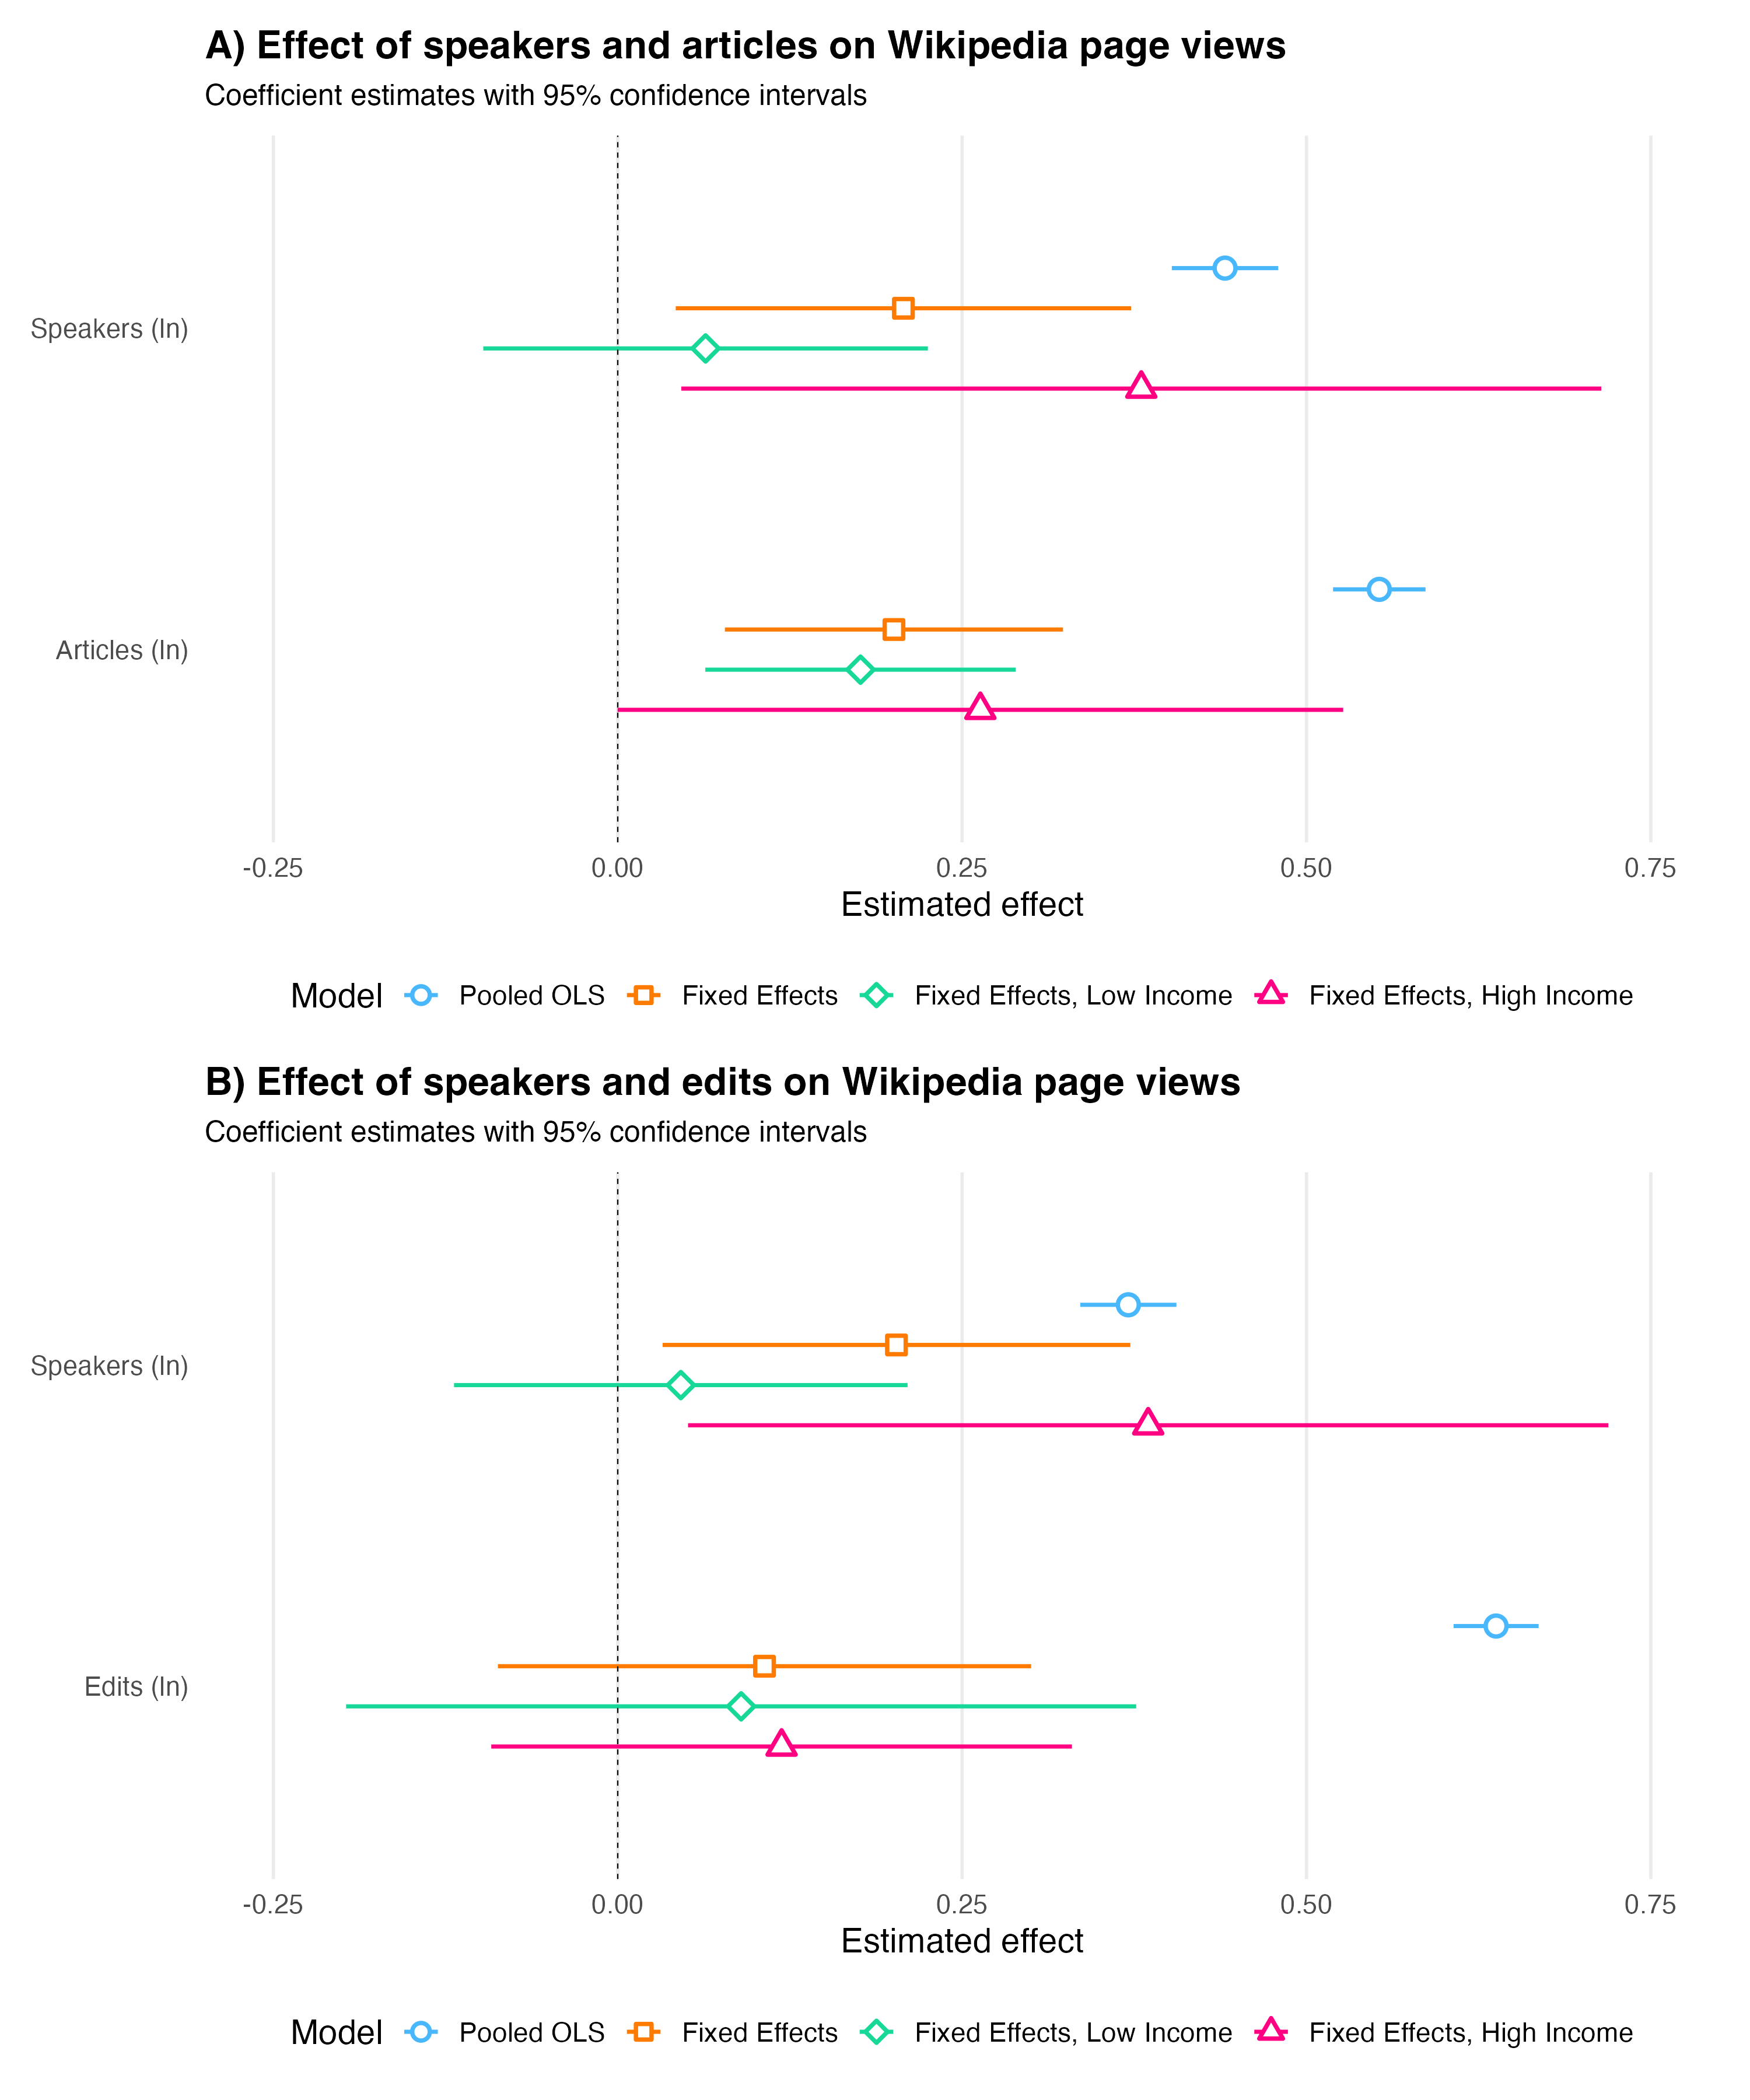 A) Effect of speakers and articles on Wikipedia page views
Coefficient estimates with 95% confidence intervals
Speakers (ln)
Articles (ln)
-0.25 0.00 0.25 0.50 0.75
Estimated effect
Model Pooled OLS Fixed Effects Fixed Effects, Low Income Fixed Effects, High Income
B) Effect of speakers and edits on Wikipedia page views
Coefficient estimates with 95% confidence intervals
Speakers (ln)
Edits (ln)
-0.25 0.00 0.25 0.50 0.75
Estimated effect
Model Pooled OLS Fixed Effects Fixed Effects, Low Income Fixed Effects, High Income